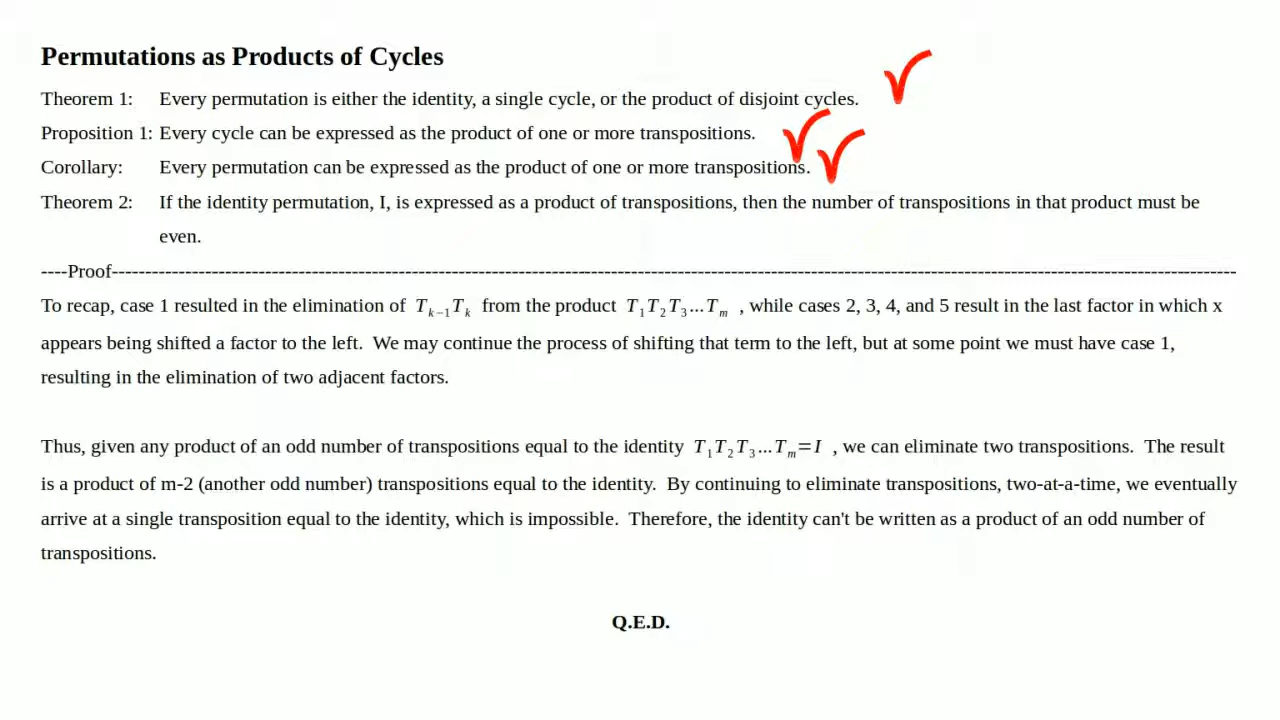 Permutations as Products of Cycles
Theorem 1: Every permutation is either the identity, a single cycle, or the product of disjoint cycles.
Proposition 1: Every cycle can be expressed as the product of one or more transpositions.
Corollary: Every permutation can be expressed as the product of one or more transpositions.
Theorem 2: If the identity permutation, I, is expressed as a product of transpositions, then the number of transpositions in that product must be
even.
----Proof--------------------------------------------------------------------------------------------------------------------------------------------------------------------------
To recap, case 1 resulted in the elimination of T_{k−1}T_k from the product T_1T_2T_3...T_m , while cases 2, 3, 4, and 5 result in the last factor in which x
appears being shifted a factor to the left. We may continue the process of shifting that term to the left, but at some point we must have case 1,
resulting in the elimination of two adjacent factors.
Thus, given any product of an odd number of transpositions equal to the identity T_1T_2T_3...T_m=I , we can eliminate two transpositions. The result
is a product of m-2 (another odd number) transpositions equal to the identity. By continuing to eliminate transpositions, two-at-a-time, we eventually
arrive at a single transposition equal to the identity, which is impossible. Therefore, the identity can't be written as a product of an odd number of
transpositions.
Q.E.D.